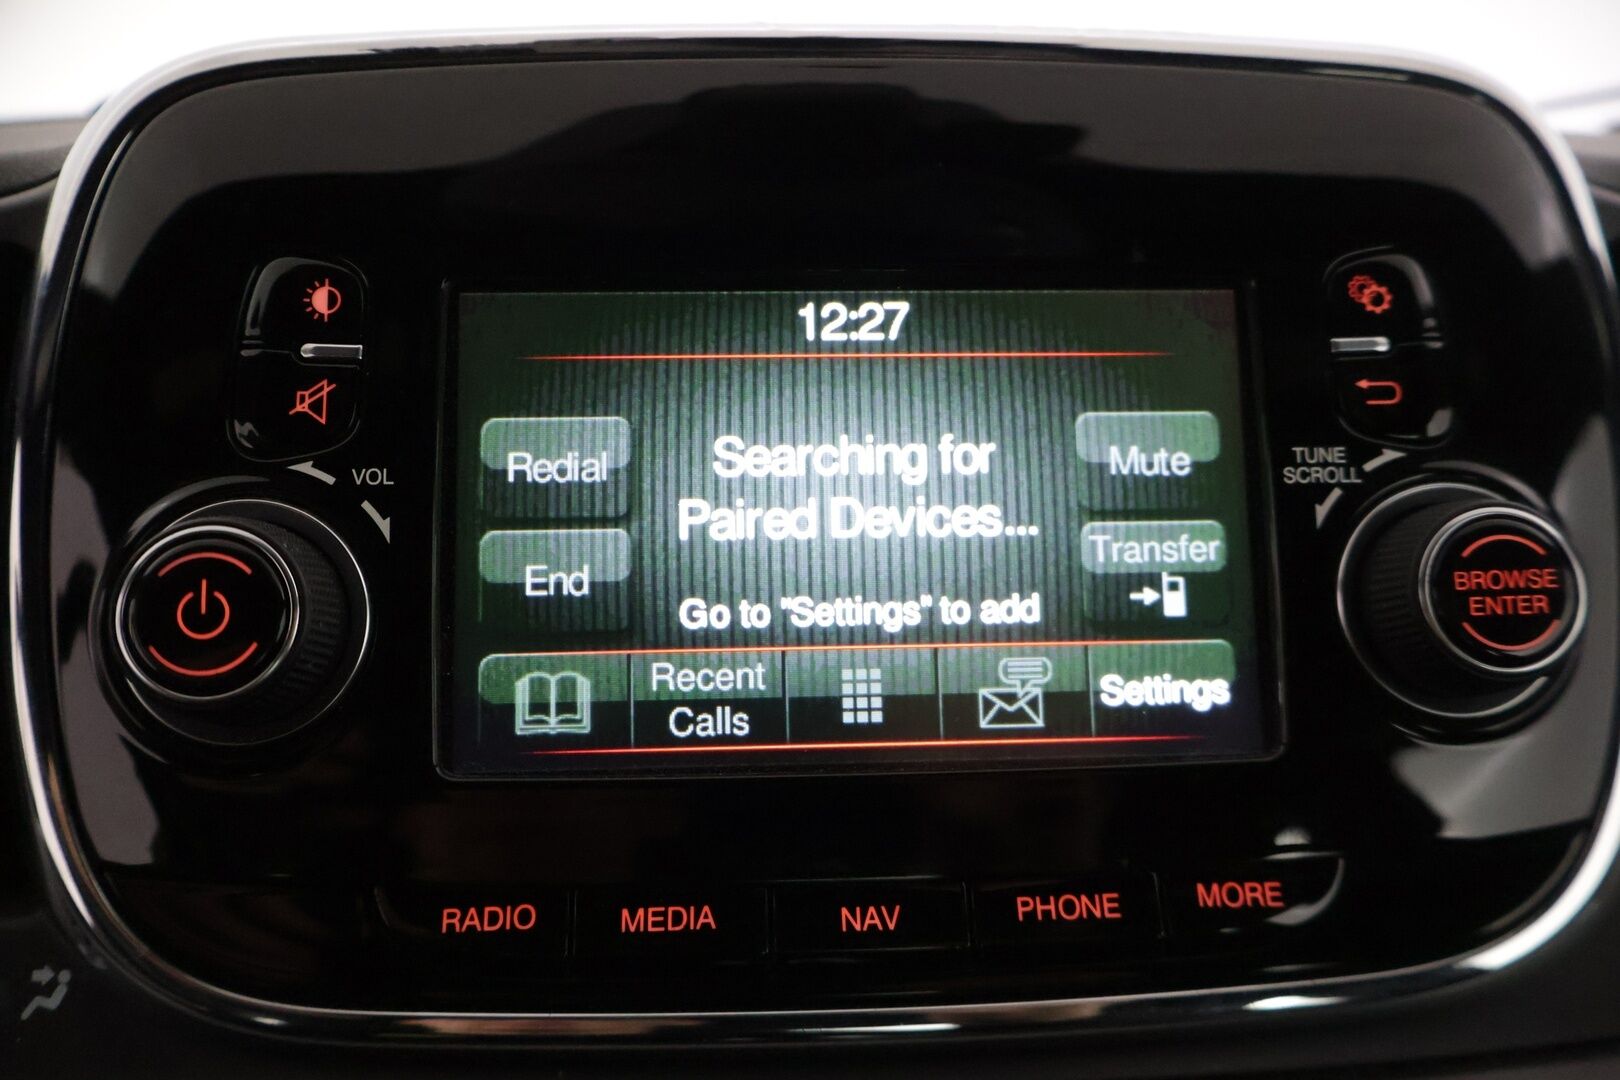 12:27
Redial
Searching for
Paired Devices...
Mute
End
Transfer
Go to "Settings" to add
Recent
Calls
Settings
VOL
TUNE
SCROLL
BROWSE
ENTER
RADIO
MEDIA
NAV
PHONE
MORE